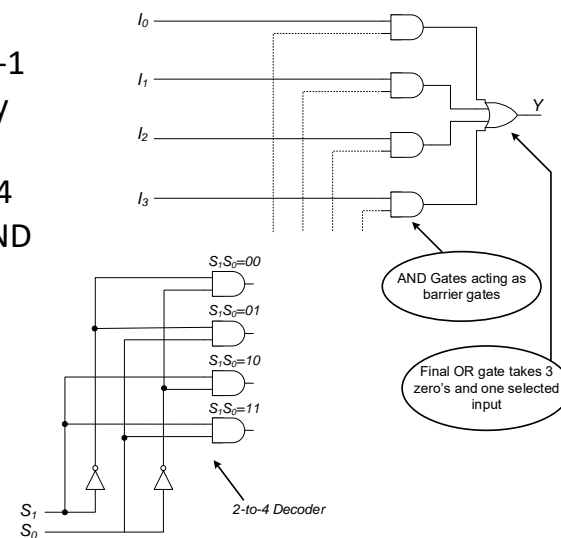 -1
y
4
ND
I0
I1
I2
I3
Y
AND Gates acting as
barrier gates
Final OR gate takes 3
zero's and one selected
input
S1S0=00
S1S0=01
S1S0=10
S1S0=11
2-to-4 Decoder
S1
S0